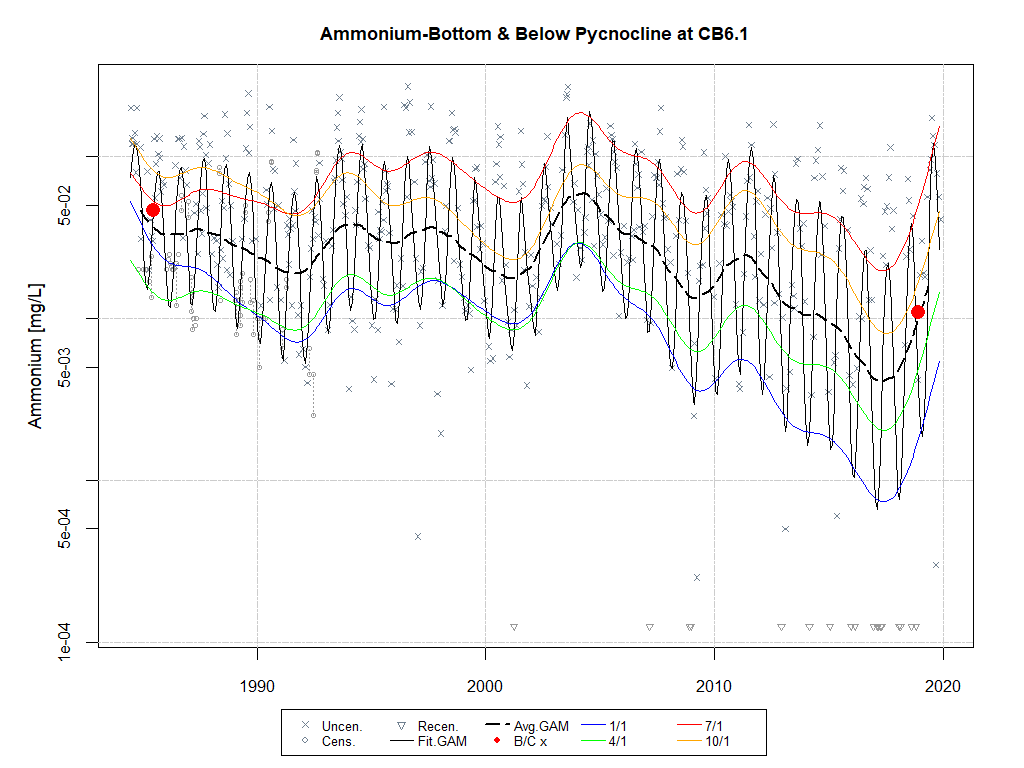 Ammonium-Bottom & Below Pycnocline at CB6.1
Ammonium [mg/L]
5e-02
5e-03
5e-04
1e-04
1990
2000
2010
2020
Uncen. Recen. Avg.GAM 1/1 7/1
Cens. Fit.GAM B/C x 4/1 10/1